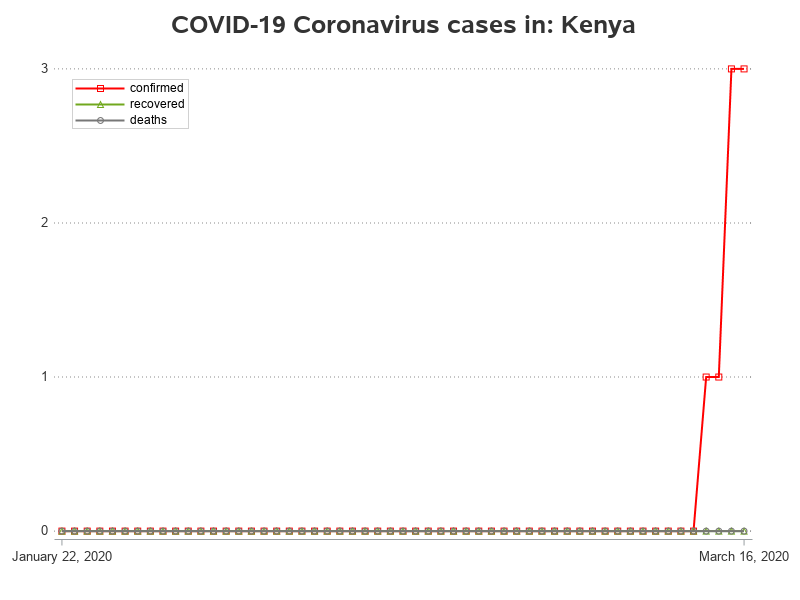 COVID-19 Coronavirus cases in: Kenya
3
confirmed
recovered
deaths
2
1
0
January 22, 2020
March 16, 2020